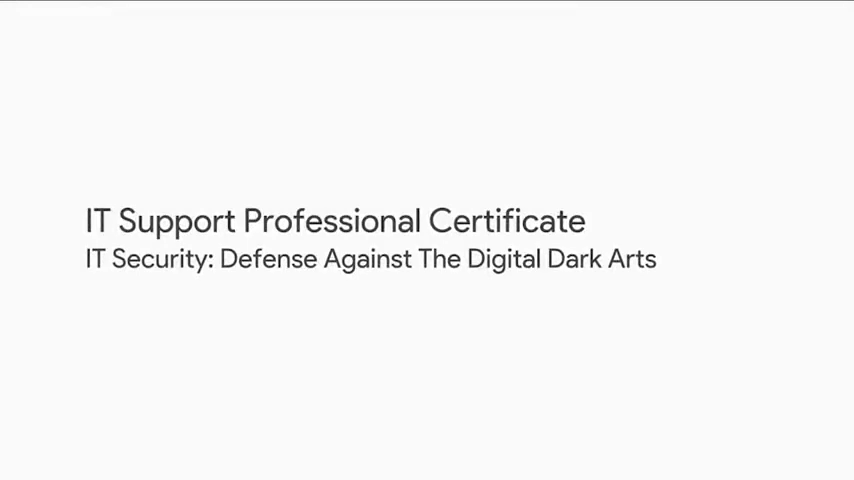 IT Support Professional Certificate
IT Security: Defense Against The Digital Dark Arts